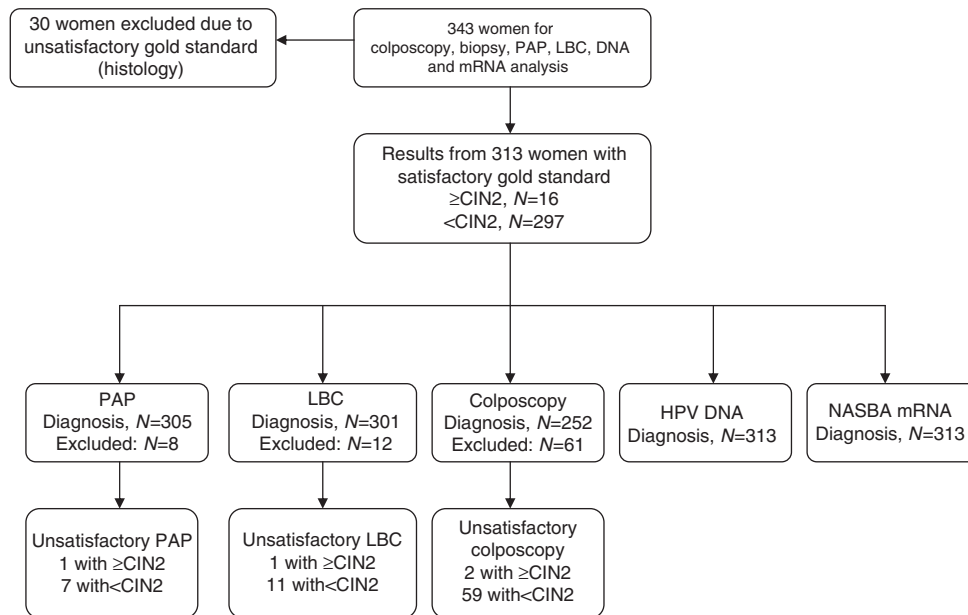 30 women excluded due to
unsatisfactory gold standard
(histology)
343 women for
colposcopy, biopsy, PAP, LBC, DNA
and mRNA analysis
Results from 313 women with
satisfactory gold standard
≥CIN2, N=16
<CIN2, N=297
PAP
Diagnosis, N=305
Excluded: N=8
LBC
Diagnosis, N=301
Excluded: N=12
Colposcopy
Diagnosis, N=252
Excluded: N=61
HPV DNA
Diagnosis, N=313
NASBA mRNA
Diagnosis, N=313
Unsatisfactory PAP
1 with ≥CIN2
7 with<CIN2
Unsatisfactory LBC
1 with ≥CIN2
11 with<CIN2
Unsatisfactory
colposcopy
2 with ≥CIN2
59 with<CIN2